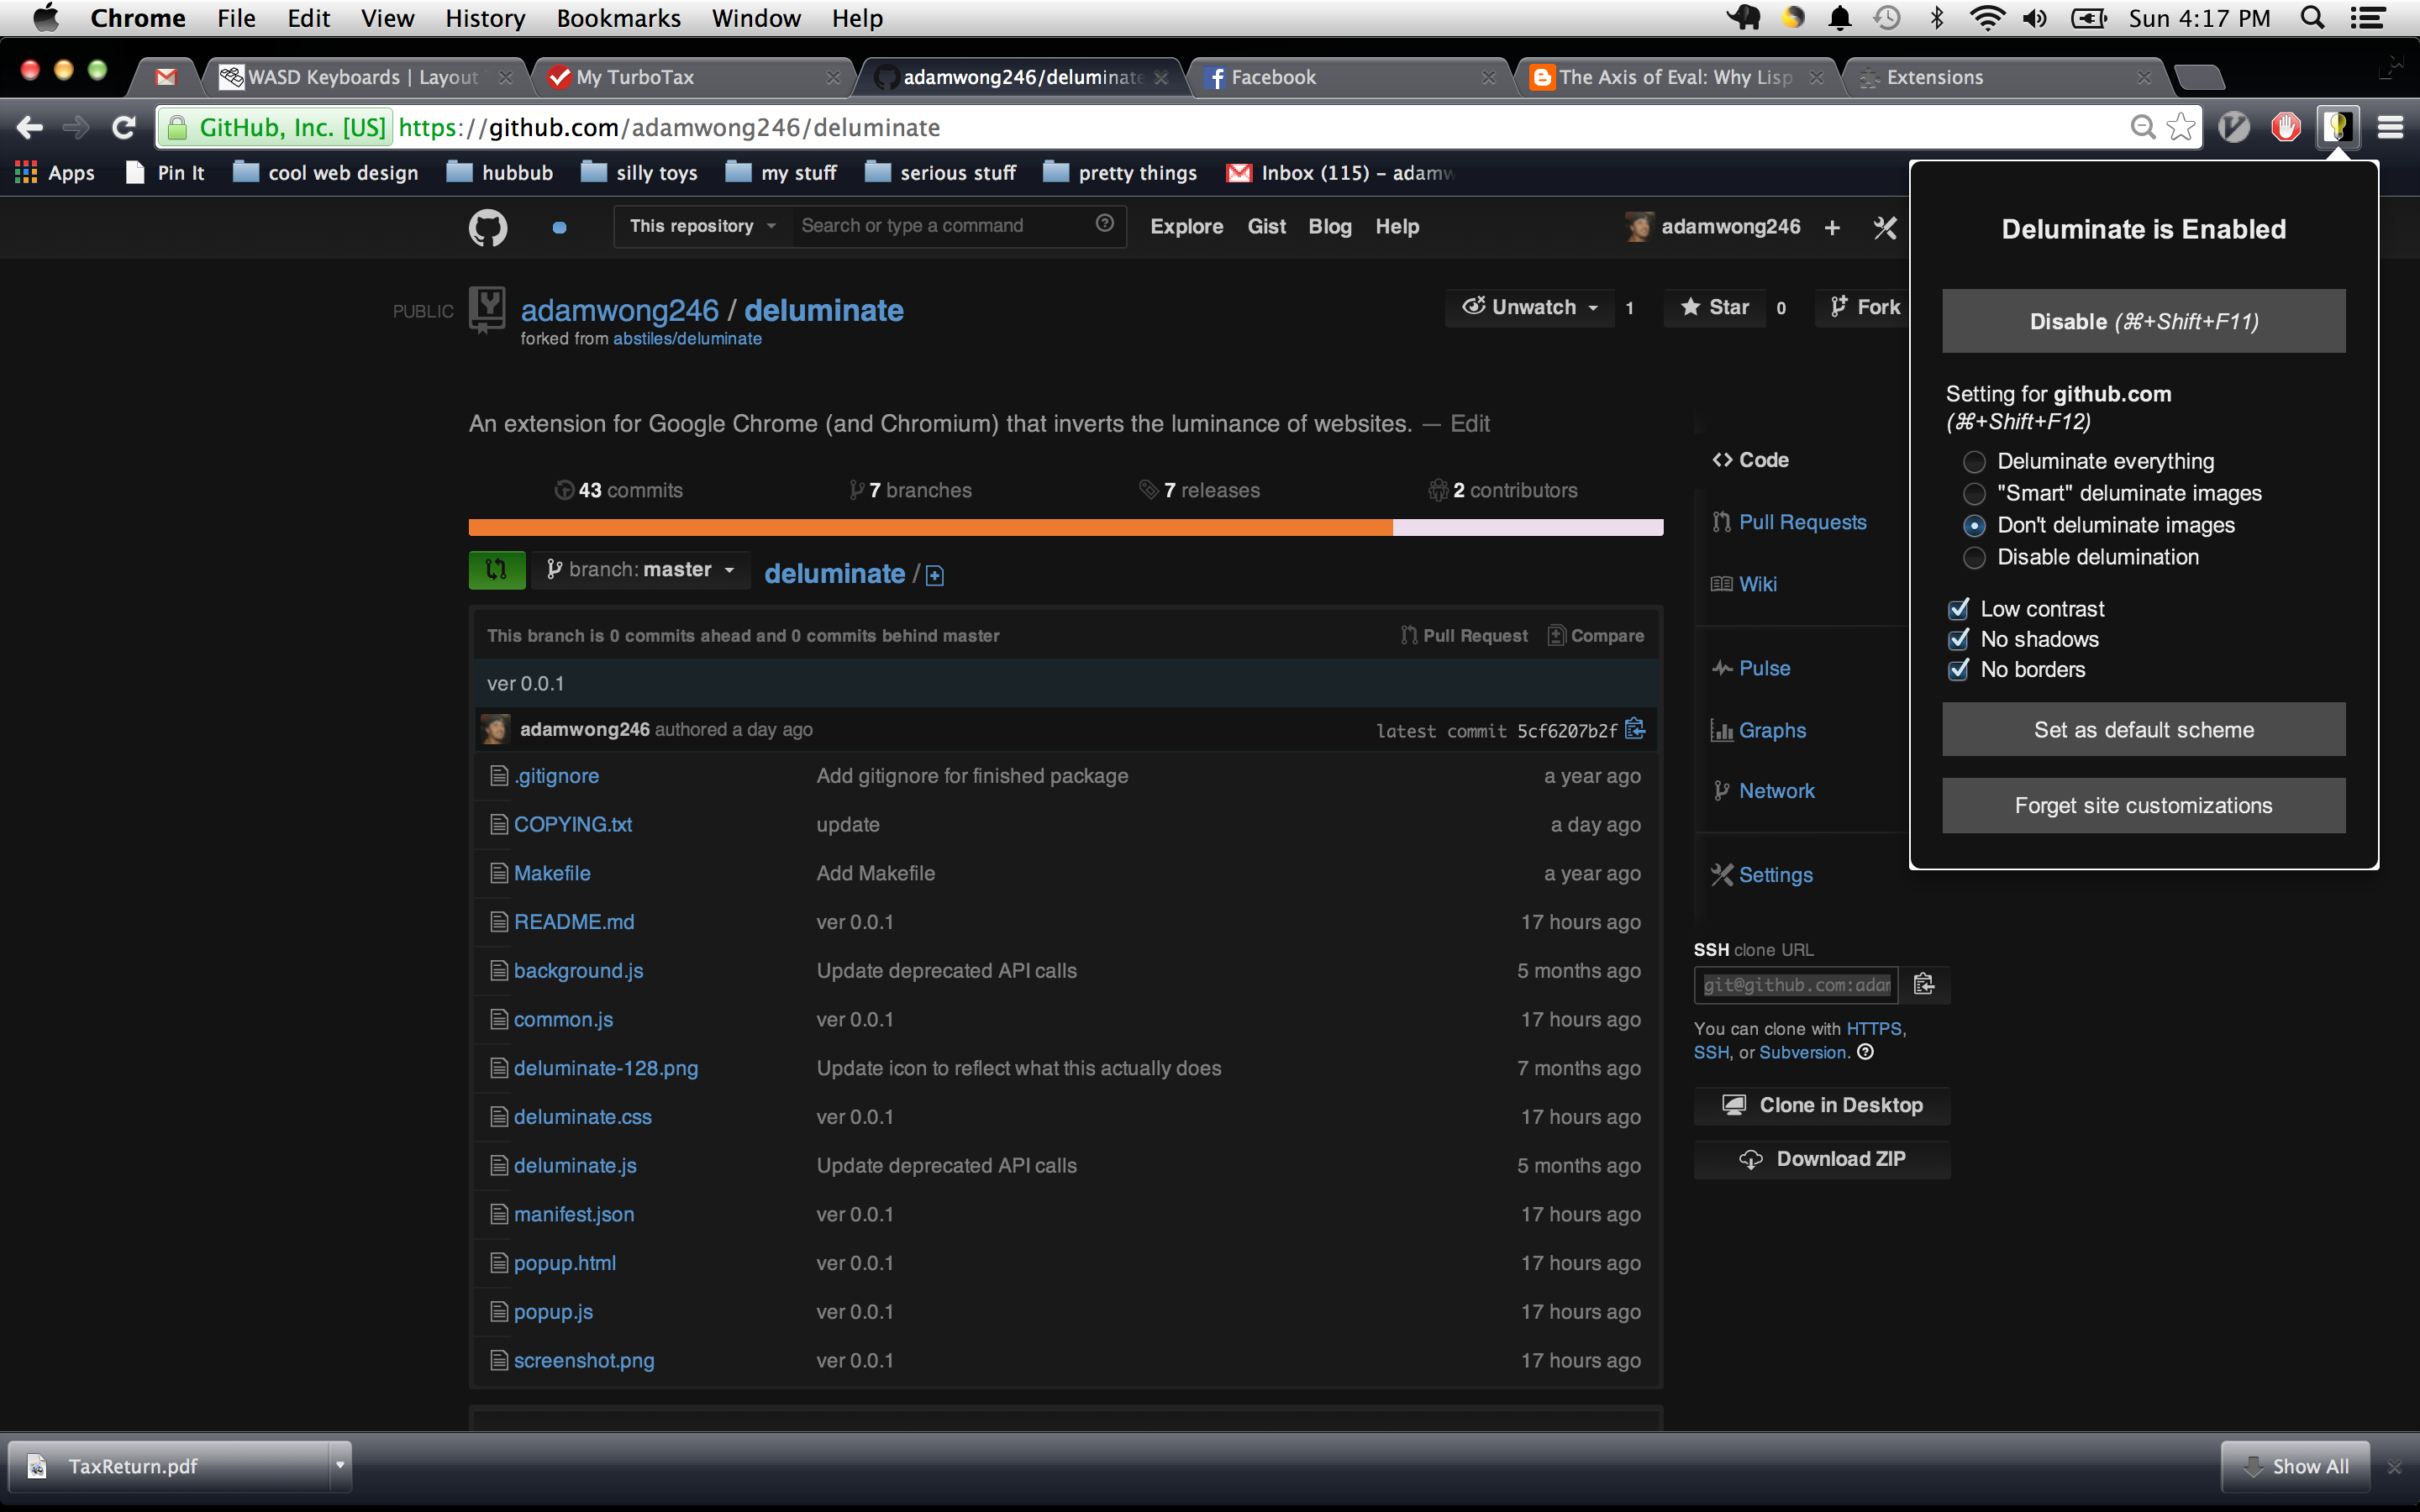 Chrome File Edit View History Bookmarks Window Help Sun 4:17 PM
WASD Keyboards | Layout My TurboTax adamwong246/deluminate Facebook The Axis of Eval: Why Lisp Extensions
GitHub, Inc. [US] https://github.com/adamwong246/deluminate
Apps Pin It cool web design hubbub silly toys my stuff serious stuff pretty things Inbox (115) – adamw
This repository Search or type a command Explore Gist Blog Help adamwong246
PUBLIC adamwong246 / deluminate Unwatch 1 Star 0 Fork
forked from abstiles/deluminate
An extension for Google Chrome (and Chromium) that inverts the luminance of websites. — Edit
43 commits 7 branches 7 releases 2 contributors
branch: master deluminate /
This branch is 0 commits ahead and 0 commits behind master Pull Request Compare
ver 0.0.1
adamwong246 authored a day ago latest commit 5cf6207b2f
.gitignore Add gitignore for finished package a year ago
COPYING.txt update a day ago
Makefile Add Makefile a year ago
README.md ver 0.0.1 17 hours ago
background.js Update deprecated API calls 5 months ago
common.js ver 0.0.1 17 hours ago
deluminate-128.png Update icon to reflect what this actually does 7 months ago
deluminate.css ver 0.0.1 17 hours ago
deluminate.js Update deprecated API calls 5 months ago
manifest.json ver 0.0.1 17 hours ago
popup.html ver 0.0.1 17 hours ago
popup.js ver 0.0.1 17 hours ago
screenshot.png ver 0.0.1 17 hours ago
Code
Pull Requests
Wiki
Pulse
Graphs
Network
Settings
SSH clone URL
git@github.com:adam
You can clone with HTTPS,
SSH, or Subversion.
Clone in Desktop
Download ZIP
Deluminate is Enabled
Disable (⌘+Shift+F11)
Setting for github.com
(⌘+Shift+F12)
Deluminate everything
"Smart" deluminate images
Don't deluminate images
Disable delumination
Low contrast
No shadows
No borders
Set as default scheme
Forget site customizations
TaxReturn.pdf Show All